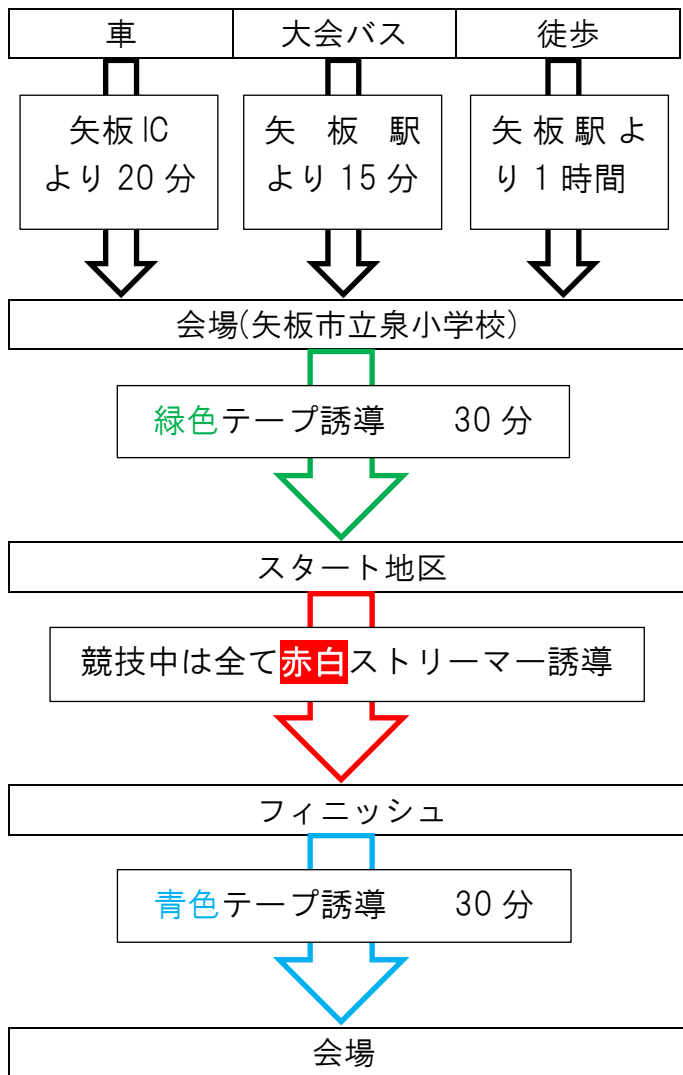 車 大会バス 徒歩
矢板IC
より20分
矢板駅
より15分
矢板駅よ
り1時間
会場(矢板市立泉小学校)
緑色テープ誘導 30分
スタート地区
競技中は全て赤白ストリーマー誘導
フィニッシュ
青色テープ誘導 30分
会場